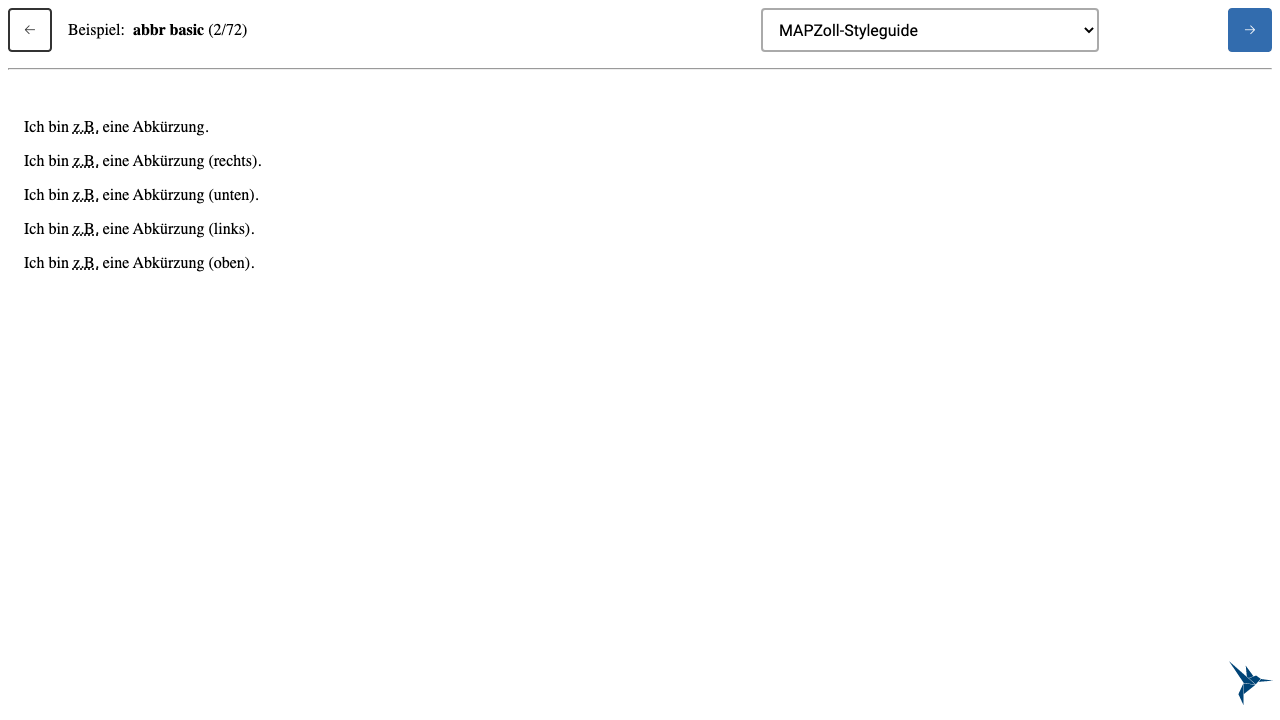 ← Beispiel: abbr basic (2/72) MAPZoll-Styleguide →
Ich bin z.B. eine Abkürzung.
Ich bin z.B. eine Abkürzung (rechts).
Ich bin z.B. eine Abkürzung (unten).
Ich bin z.B. eine Abkürzung (links).
Ich bin z.B. eine Abkürzung (oben).